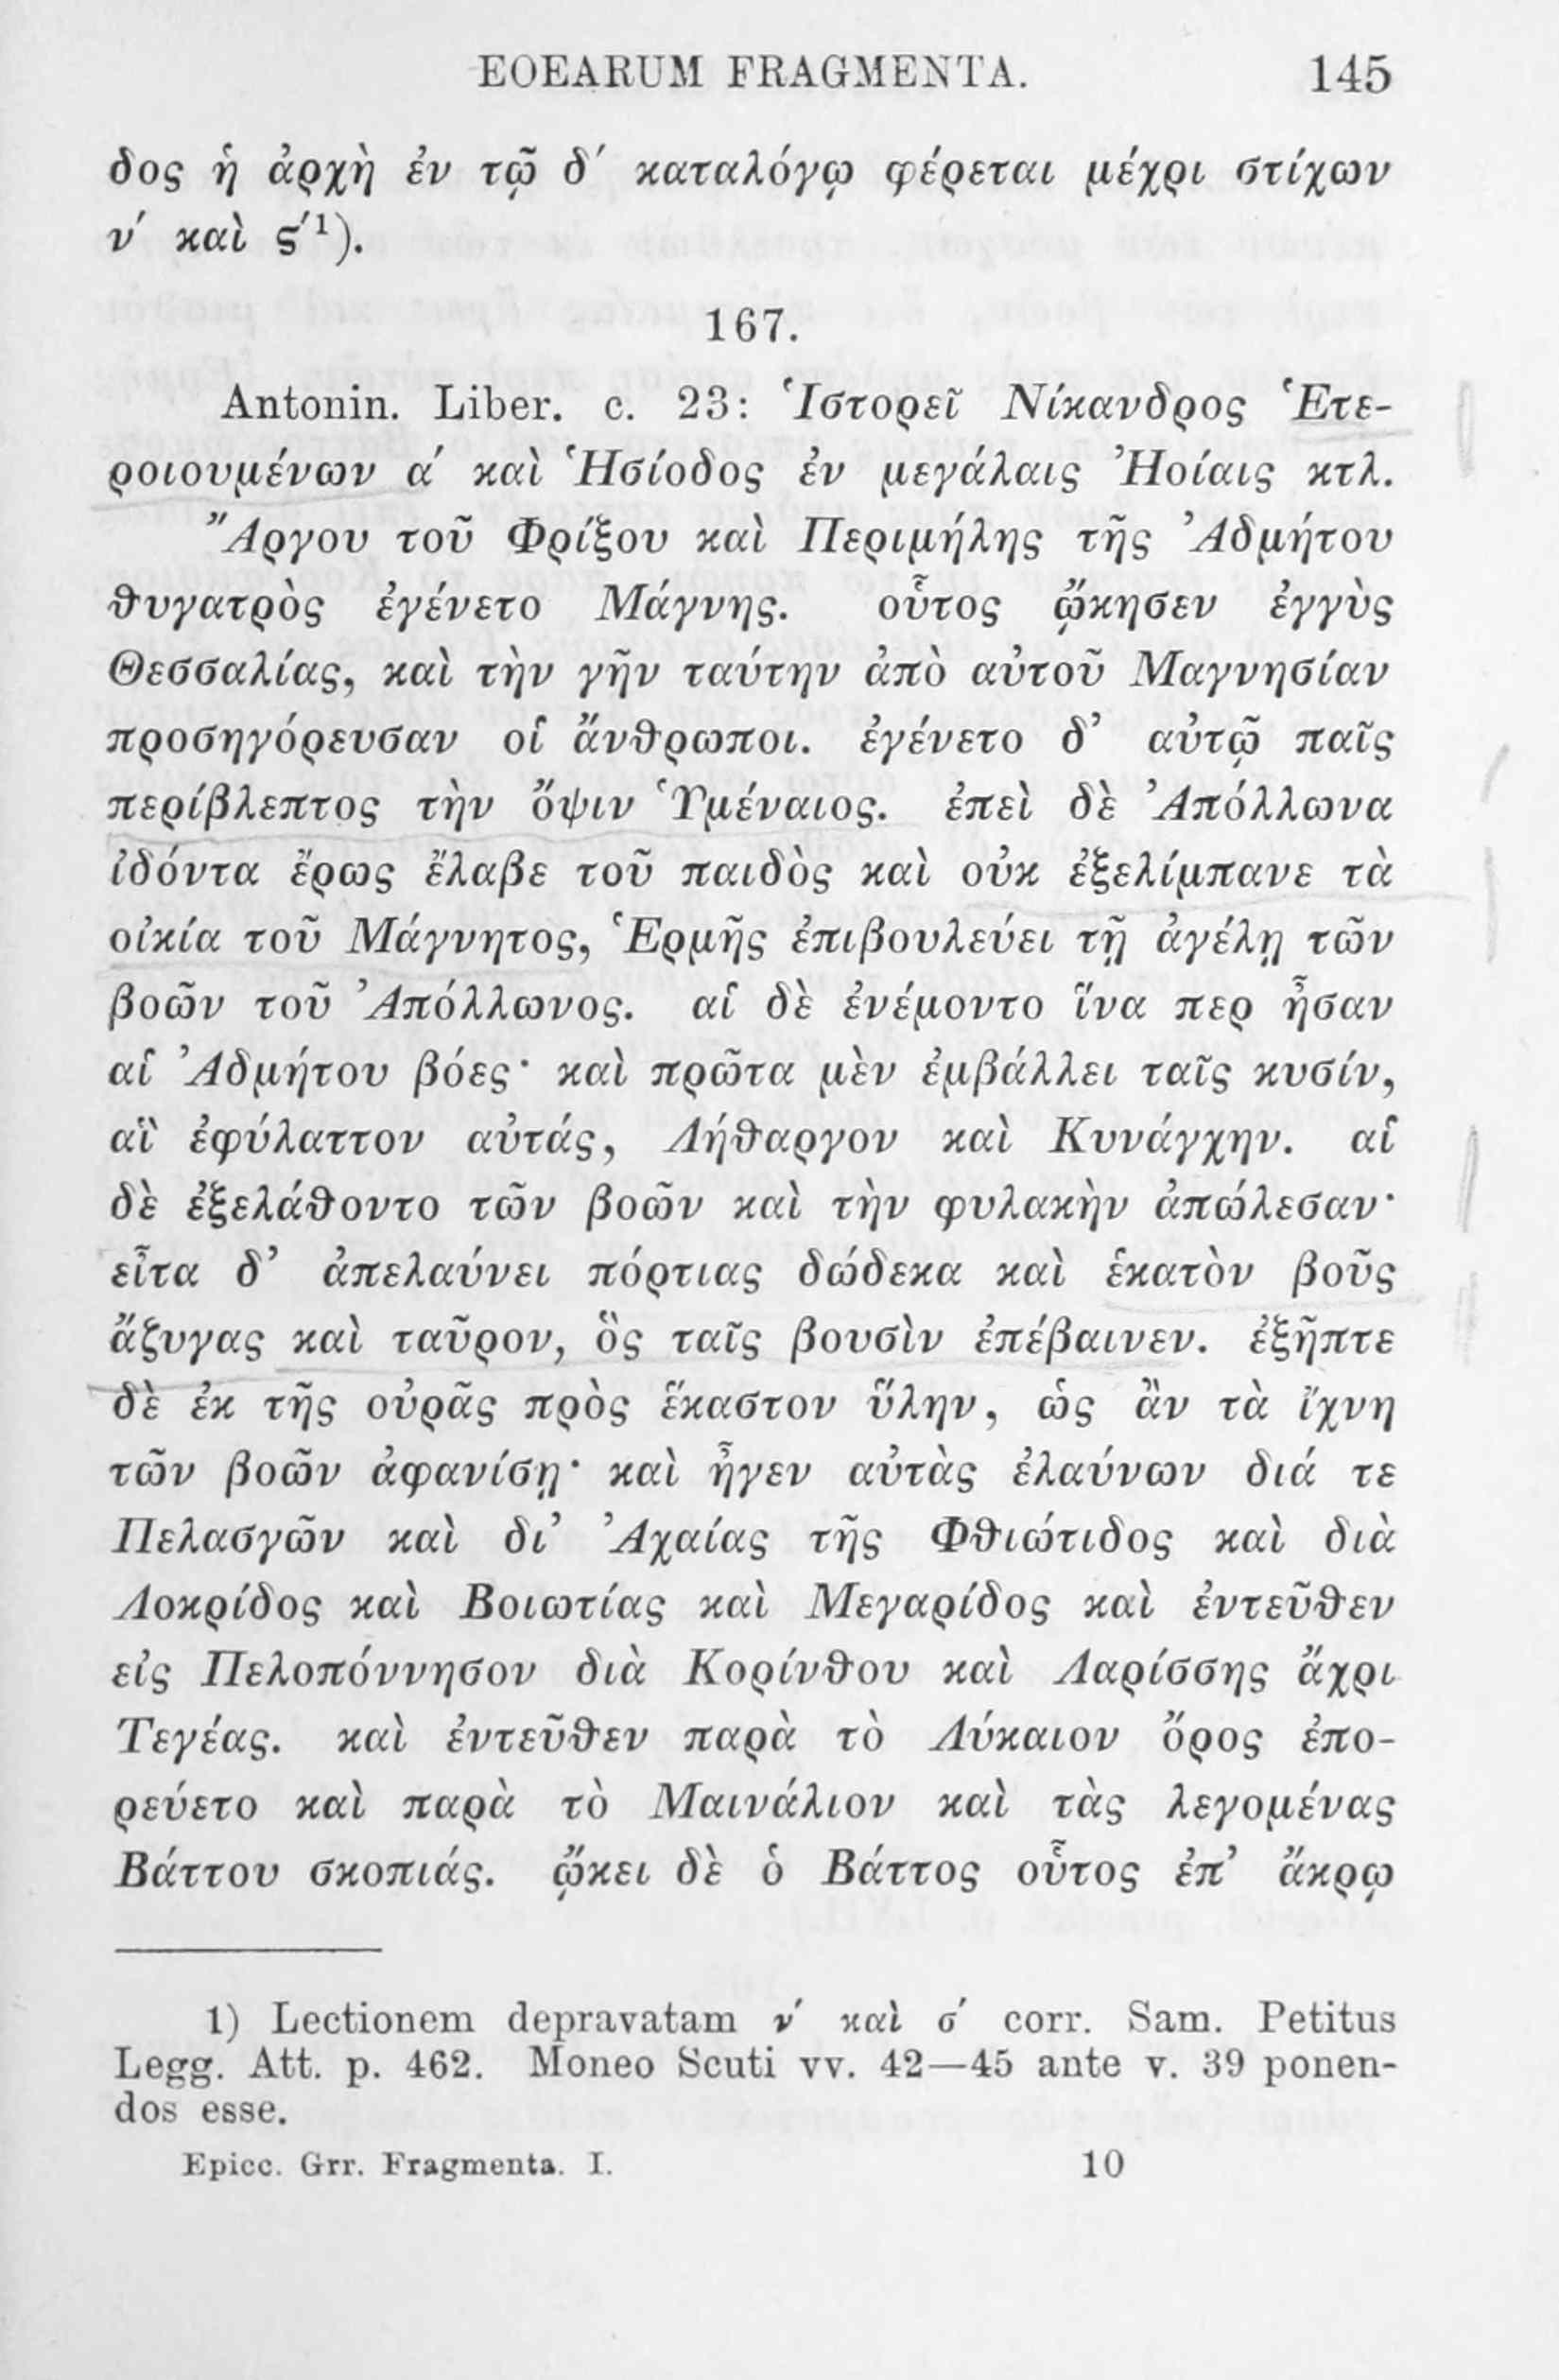 EOEARUM FRAGMENTA. 145
δος ἡ ἀρχὴ ἐν τῷ δ′ καταλόγῳ φέρεται μέχρι στίχων
ν′ καὶ ϛ′¹).
167.
Antonin. Liber. c. 23: Ἱστορεῖ Νίκανδρος Ἑτε-
ροιουμένων α′ καὶ Ἡσίοδος ἐν μεγάλαις Ἠοίαις κτλ.
Ἄργου τοῦ Φρίξου καὶ Περιμήλης τῆς Ἀδμήτου
θυγατρὸς ἐγένετο Μάγνης. οὗτος ᾤκησεν ἐγγὺς
Θεσσαλίας, καὶ τὴν γῆν ταύτην ἀπὸ αὐτοῦ Μαγνησίαν
προσηγόρευσαν οἱ ἄνθρωποι. ἐγένετο δ’ αὐτῷ παῖς
περίβλεπτος τὴν ὄψιν Ὑμέναιος. ἐπεὶ δὲ Ἀπόλλωνα
ἰδόντα ἔρως ἔλαβε τοῦ παιδὸς καὶ οὐκ ἐξελίμπανε τὰ
οἰκία τοῦ Μάγνητος, Ἑρμῆς ἐπιβουλεύει τῇ ἀγέλῃ τῶν
βοῶν τοῦ Ἀπόλλωνος. αἱ δὲ ἐνέμοντο ἵνα περ ἦσαν
αἱ Ἀδμήτου βόες· καὶ πρῶτα μὲν ἐμβάλλει ταῖς κυσίν,
αἳ ἐφύλαττον αὐτάς, Λήθαργον καὶ Κυνάγχην. αἱ
δὲ ἐξελάθοντο τῶν βοῶν καὶ τὴν φυλακὴν ἀπώλεσαν·
εἶτα δ’ ἀπελαύνει πόρτιας δώδεκα καὶ ἑκατὸν βοῦς
ἄζυγας καὶ ταῦρον, ὃς ταῖς βουσὶν ἐπέβαινεν. ἐξῆπτε
δὲ ἐκ τῆς οὐρᾶς πρὸς ἕκαστον ὕλην, ὡς ἂν τὰ ἴχνη
τῶν βοῶν ἀφανίσῃ· καὶ ἦγεν αὐτὰς ἐλαύνων διά τε
Πελασγῶν καὶ δι’ Ἀχαίας τῆς Φθιώτιδος καὶ διὰ
Λοκρίδος καὶ Βοιωτίας καὶ Μεγαρίδος καὶ ἐντεῦθεν
εἰς Πελοπόννησον διὰ Κορίνθου καὶ Λαρίσσης ἄχρι
Τεγέας. καὶ ἐντεῦθεν παρὰ τὸ Λύκαιον ὄρος ἐπο-
ρεύετο καὶ παρὰ τὸ Μαινάλιον καὶ τὰς λεγομένας
Βάττου σκοπιάς. ᾤκει δὲ ὁ Βάττος οὗτος ἐπ’ ἄκρῳ
1) Lectionem depravatam ν′ καὶ σ′ corr. Sam. Petitus
Legg. Att. p. 462. Moneo Scuti vv. 42—45 ante v. 39 ponen-
dos esse.
Epicc. Grr. Fragmenta. I. 10